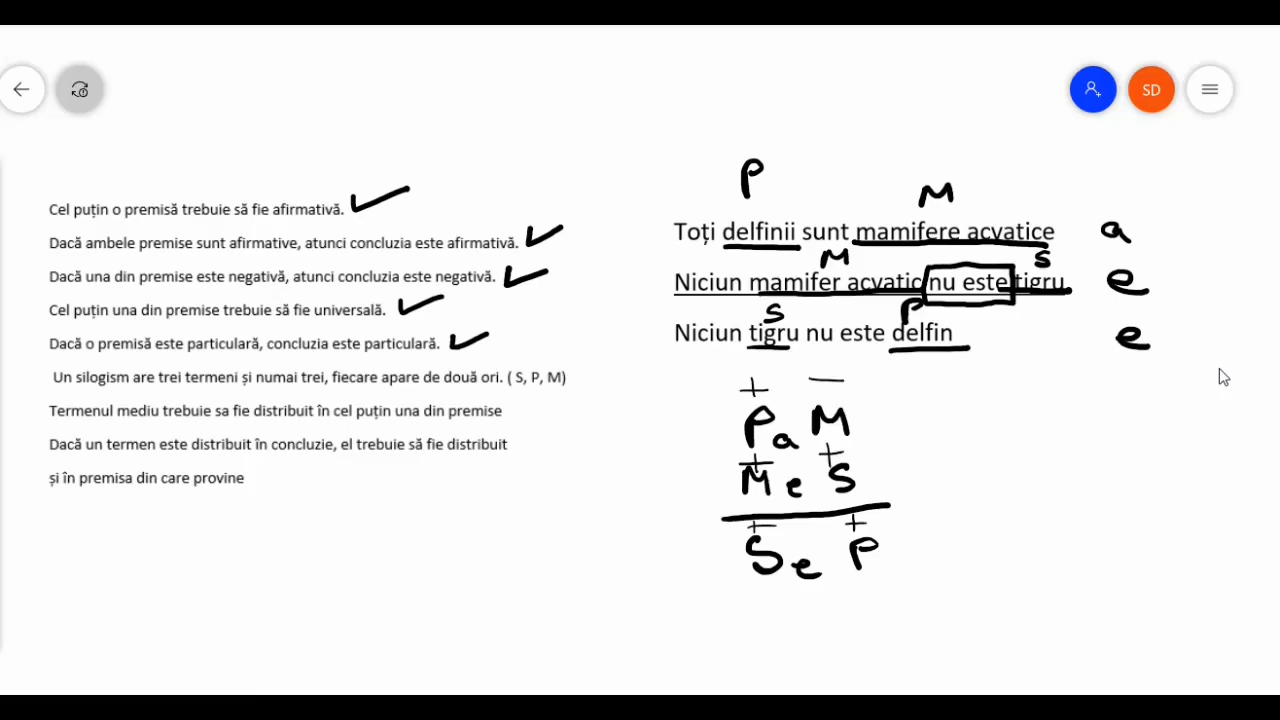 SD
Cel puțin o premisă trebuie să fie afirmativă.
Dacă ambele premise sunt afirmative, atunci concluzia este afirmativă.
Dacă una din premise este negativă, atunci concluzia este negativă.
Cel puțin una din premise trebuie să fie universală.
Dacă o premisă este particulară, concluzia este particulară.
Un silogism are trei termeni și numai trei, fiecare apare de două ori. ( S, P, M)
Termenul mediu trebuie sa fie distribuit în cel puțin una din premise
Dacă un termen este distribuit în concluzie, el trebuie să fie distribuit
și în premisa din care provine
P M
Toți delfinii sunt mamifere acvatice a
M S
Niciun mamifer acvatic nu este tigru e
S P
Niciun tigru nu este delfin e
+ −
P a M
+ +
M e S
+ +
S e P